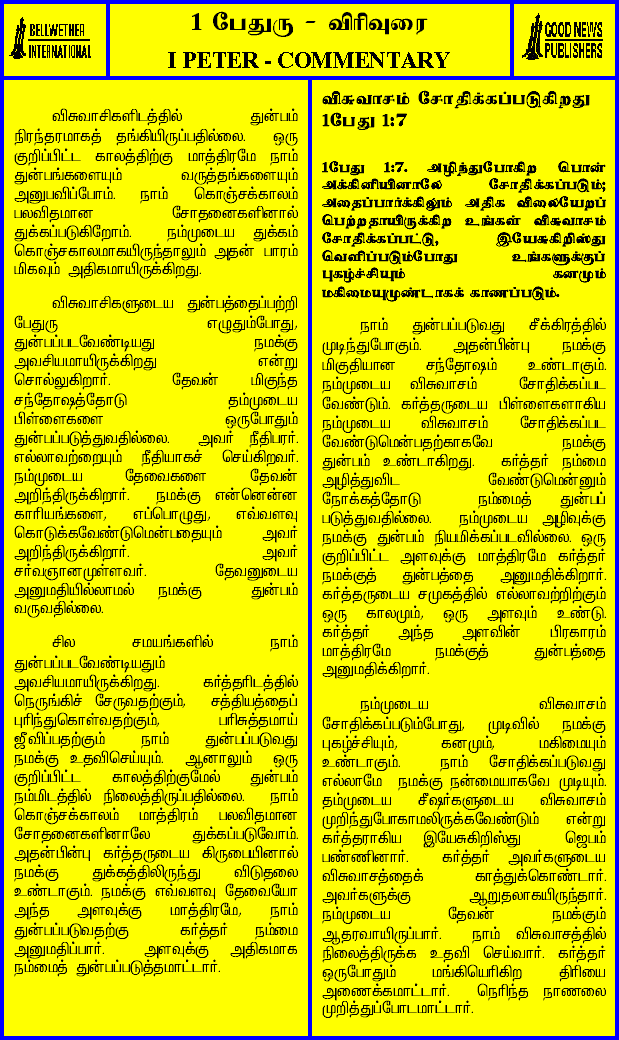 BELLWETHER
INTERNATIONAL
1 பேதுரு - விரிவுரை
I PETER - COMMENTARY
GOOD NEWS
PUBLISHERS
விசுவாசிகளிடத்தில் துன்பம்
நிரந்தரமாகத் தங்கியிருப்பதில்லை. ஒரு
குறிப்பிட்ட காலத்திற்கு மாத்திரமே நாம்
துன்பங்களையும் வருத்தங்களையும்
அனுபவிப்போம். நாம் கொஞ்சக்காலம்
பலவிதமான சோதனைகளினால்
துக்கப்படுகிறோம். நம்முடைய துக்கம்
கொஞ்சகாலமாகயிருந்தாலும் அதன் பாரம்
மிகவும் அதிகமாயிருக்கிறது.
விசுவாசிகளுடைய துன்பத்தைப்பற்றி
பேதுரு எழுதும்போது,
துன்பப்படவேண்டியது நமக்கு
அவசியமாயிருக்கிறது என்று
சொல்லுகிறார். தேவன் மிகுந்த
சந்தோஷத்தோடு தம்முடைய
பிள்ளைகளை ஒருபோதும்
துன்பப்படுத்துவதில்லை. அவர் நீதிபரர்.
எல்லாவற்றையும் நீதியாகச் செய்கிறவர்.
நம்முடைய தேவைகளை தேவன்
அறிந்திருக்கிறார். நமக்கு என்னென்ன
காரியங்களை, எப்பொழுது, எவ்வளவு
கொடுக்கவேண்டுமென்பதையும் அவர்
அறிந்திருக்கிறார். அவர்
சர்வஞானமுள்ளவர். தேவனுடைய
அனுமதியில்லாமல் நமக்கு துன்பம்
வருவதில்லை.
சில சமயங்களில் நாம்
துன்பப்படவேண்டியதும்
அவசியமாயிருக்கிறது. கர்த்தரிடத்தில்
நெருங்கிச் சேருவதற்கும், சத்தியத்தைப்
புரிந்துகொள்வதற்கும், பரிசுத்தமாய்
ஜீவிப்பதற்கும் நாம் துன்பப்படுவது
நமக்கு உதவிசெய்யும். ஆனாலும் ஒரு
குறிப்பிட்ட காலத்திற்குமேல் துன்பம்
நம்மிடத்தில் நிலைத்திருப்பதில்லை. நாம்
கொஞ்சக்காலம் மாத்திரம் பலவிதமான
சோதனைகளினாலே துக்கப்படுவோம்.
அதன்பின்பு கர்த்தருடைய கிருபையினால்
நமக்கு துக்கத்திலிருந்து விடுதலை
உண்டாகும். நமக்கு எவ்வளவு தேவையோ
அந்த அளவுக்கு மாத்திரமே, நாம்
துன்பப்படுவதற்கு கர்த்தர் நம்மை
அனுமதிப்பார். அளவுக்கு அதிகமாக
நம்மைத் துன்பப்படுத்தமாட்டார்.
விசுவாசம் சோதிக்கப்படுகிறது
1பேதுரு 1:7
1பேதுரு 1:7. அழிந்துபோகிற பொன்
அக்கினியினாலே சோதிக்கப்படும்;
அதைப்பார்க்கிலும் அதிக விலையேறப்
பெற்றதாயிருக்கிற உங்கள் விசுவாசம்
சோதிக்கப்பட்டு, இயேசுகிறிஸ்து
வெளிப்படும்போது உங்களுக்குப்
புகழ்ச்சியும் கனமும்
மகிமையுமுண்டாகக் காணப்படும்.
நாம் துன்பப்படுவது சீக்கிரத்தில்
முடிந்துபோகும். அதன்பின்பு நமக்கு
மிகுதியான சந்தோஷம் உண்டாகும்.
நம்முடைய விசுவாசம் சோதிக்கப்பட
வேண்டும். கர்த்தருடைய பிள்ளைகளாகிய
நம்முடைய விசுவாசம் சோதிக்கப்பட
வேண்டுமென்பதற்காகவே நமக்கு
துன்பம் உண்டாகிறது. கர்த்தர் நம்மை
அழித்துவிட வேண்டுமென்னும்
நோக்கத்தோடு நம்மைத் துன்பப்
படுத்துவதில்லை. நம்முடைய அழிவுக்கு
நமக்கு துன்பம் நியமிக்கப்படவில்லை. ஒரு
குறிப்பிட்ட அளவுக்கு மாத்திரமே கர்த்தர்
நமக்குத் துன்பத்தை அனுமதிக்கிறார்.
கர்த்தருடைய சமுகத்தில் எல்லாவற்றிற்கும்
ஒரு காலமும், ஒரு அளவும் உண்டு.
கர்த்தர் அந்த அளவின் பிரகாரம்
மாத்திரமே நமக்குத் துன்பத்தை
அனுமதிக்கிறார்.
நம்முடைய விசுவாசம்
சோதிக்கப்படும்போது, முடிவில் நமக்கு
புகழ்ச்சியும், கனமும், மகிமையும்
உண்டாகும். நாம் சோதிக்கப்படுவது
எல்லாமே நமக்கு நன்மையாகவே முடியும்.
தம்முடைய சீஷர்களுடைய விசுவாசம்
முறிந்துபோகாமலிருக்கவேண்டும் என்று
கர்த்தராகிய இயேசுகிறிஸ்து ஜெபம்
பண்ணினார். கர்த்தர் அவர்களுடைய
விசுவாசத்தைக் காத்துக்கொண்டார்.
அவர்களுக்கு ஆறுதலாகயிருந்தார்.
நம்முடைய தேவன் நமக்கும்
ஆதரவாயிருப்பார். நாம் விசுவாசத்தில்
நிலைத்திருக்க உதவி செய்வார். கர்த்தர்
ஒருபோதும் மங்கியெரிகிற திரியை
அணைக்கமாட்டார். நெரிந்த நாணலை
முறித்துப்போடமாட்டார்.